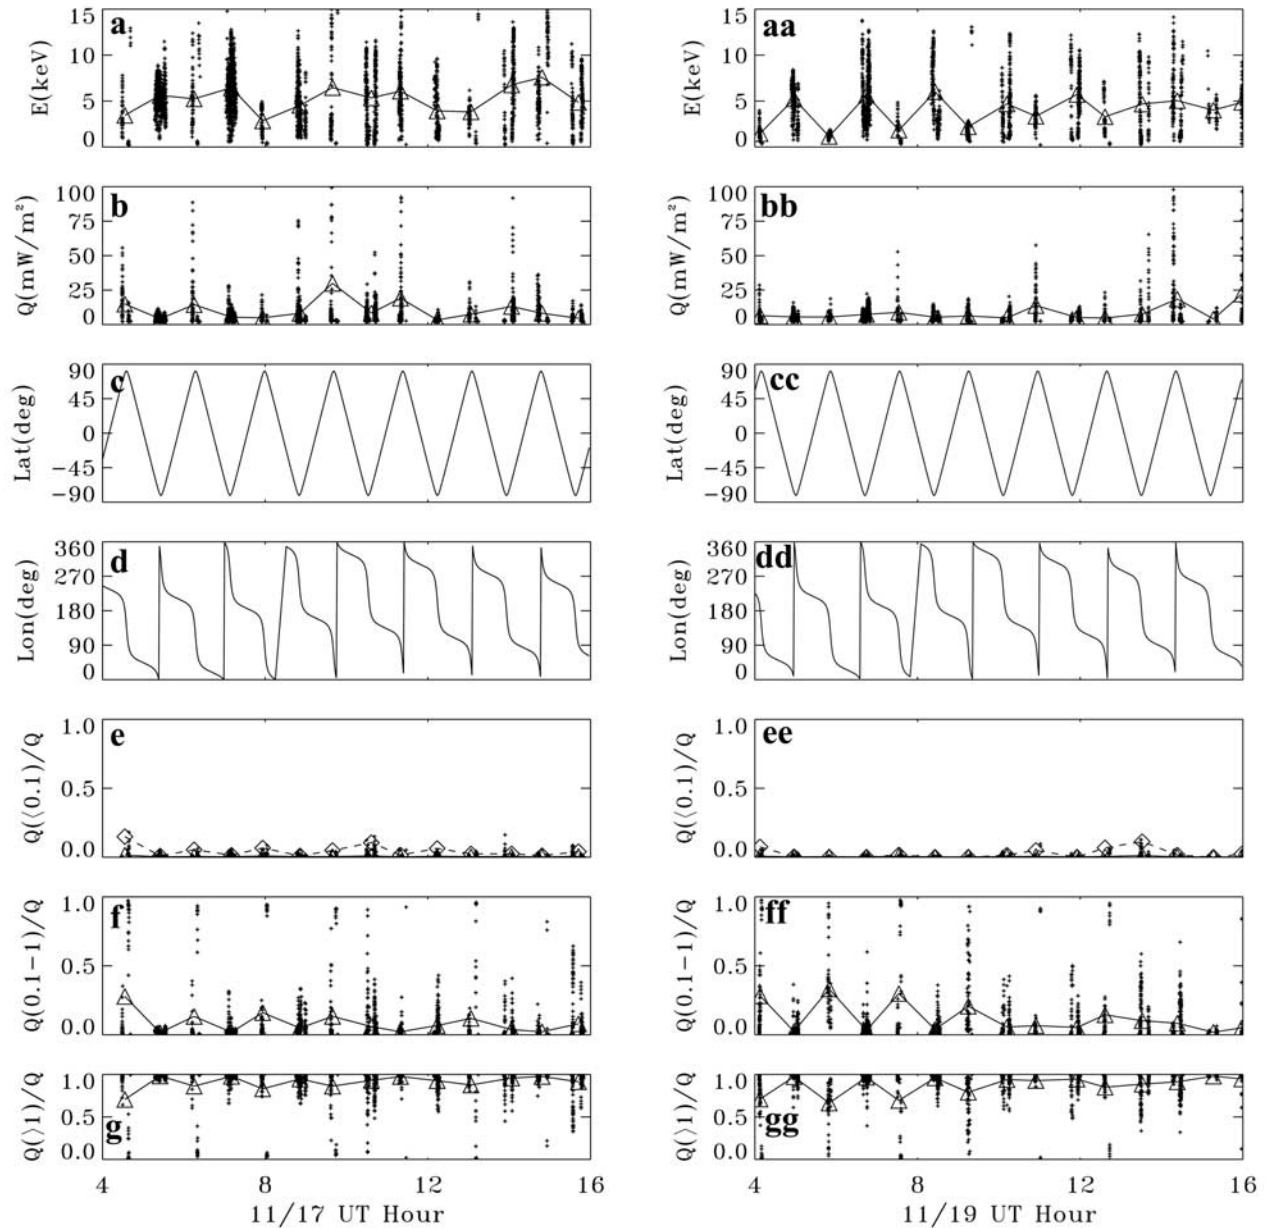 a
E(keV)
15
10
5
0
aa
E(keV)
15
10
5
0
b
Q(mW/m²)
100
75
50
25
0
bb
Q(mW/m²)
100
75
50
25
0
c
Lat(deg)
90
45
0
−45
−90
cc
Lat(deg)
90
45
0
−45
−90
d
Lon(deg)
360
270
180
90
0
dd
Lon(deg)
360
270
180
90
0
e
Q(⟨0.1)/Q
1.0
0.5
0.0
ee
Q(⟨0.1)/Q
1.0
0.5
0.0
f
Q(0.1−1)/Q
1.0
0.5
0.0
ff
Q(0.1−1)/Q
1.0
0.5
0.0
g
Q(⟩1)/Q
1.0
0.5
0.0
gg
Q(⟩1)/Q
1.0
0.5
0.0
4 8 12 16
11/17 UT Hour
4 8 12 16
11/19 UT Hour